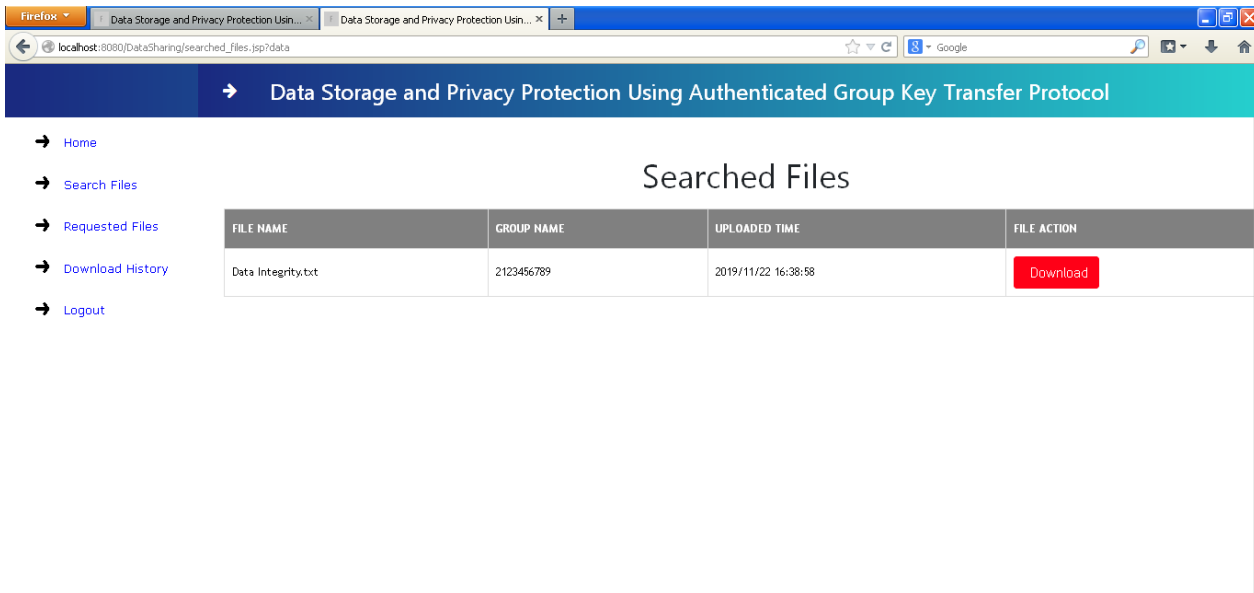 Firefox
Data Storage and Privacy Protection Usin... ×
Data Storage and Privacy Protection Usin... ×
+
localhost:8080/DataSharing/searched_files.jsp?data
8 Google
Data Storage and Privacy Protection Using Authenticated Group Key Transfer Protocol
Home
Search Files
Requested Files
Download History
Logout
Searched Files
FILE NAME GROUP NAME UPLOADED TIME FILE ACTION
Data Integrity.txt 2123456789 2019/11/22 16:38:58 Download